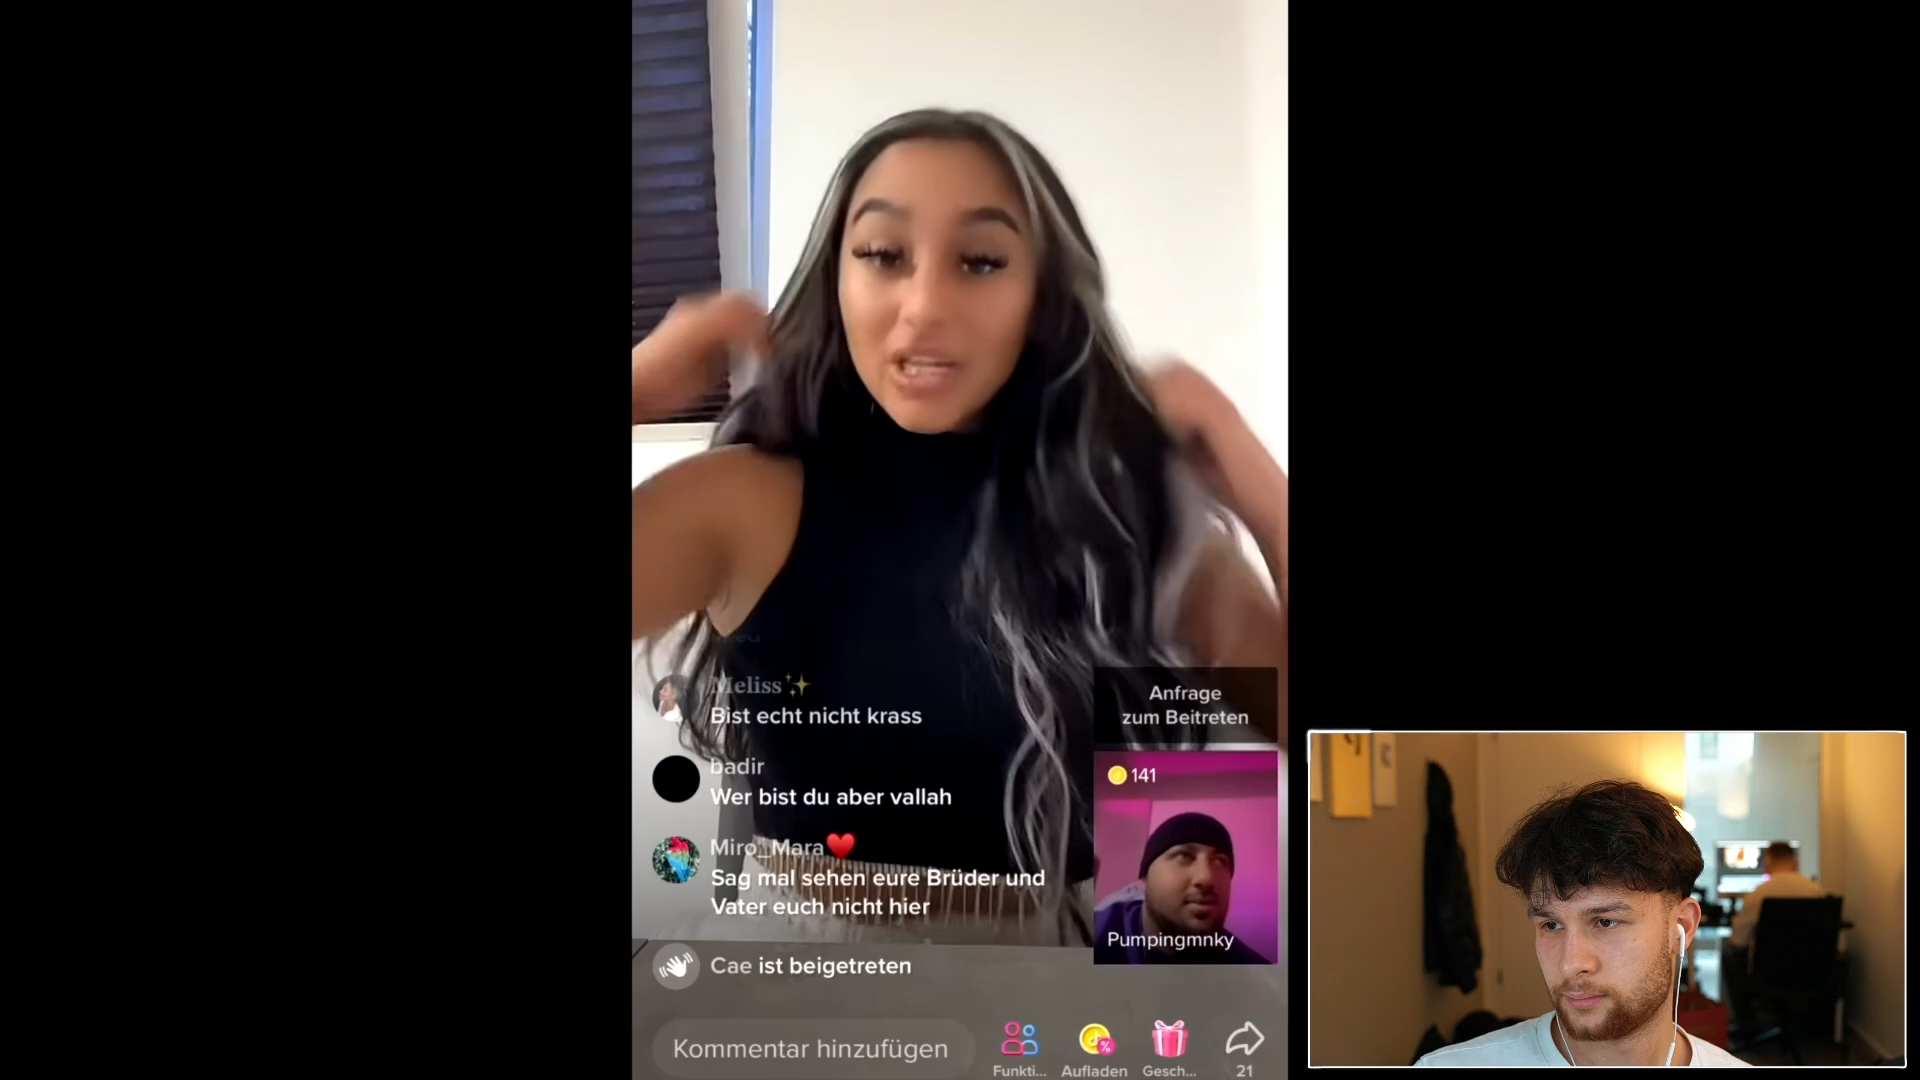 Meliss✨
Bist echt nicht krass
badir
Wer bist du aber vallah
Miro_Mara❤️
Sag mal sehen eure Brüder und
Vater euch nicht hier
Cae ist beigetreten
Anfrage
zum Beitreten
141
Pumpingmnky
Kommentar hinzufügen
Funkti...
Aufladen
Gesch...
21